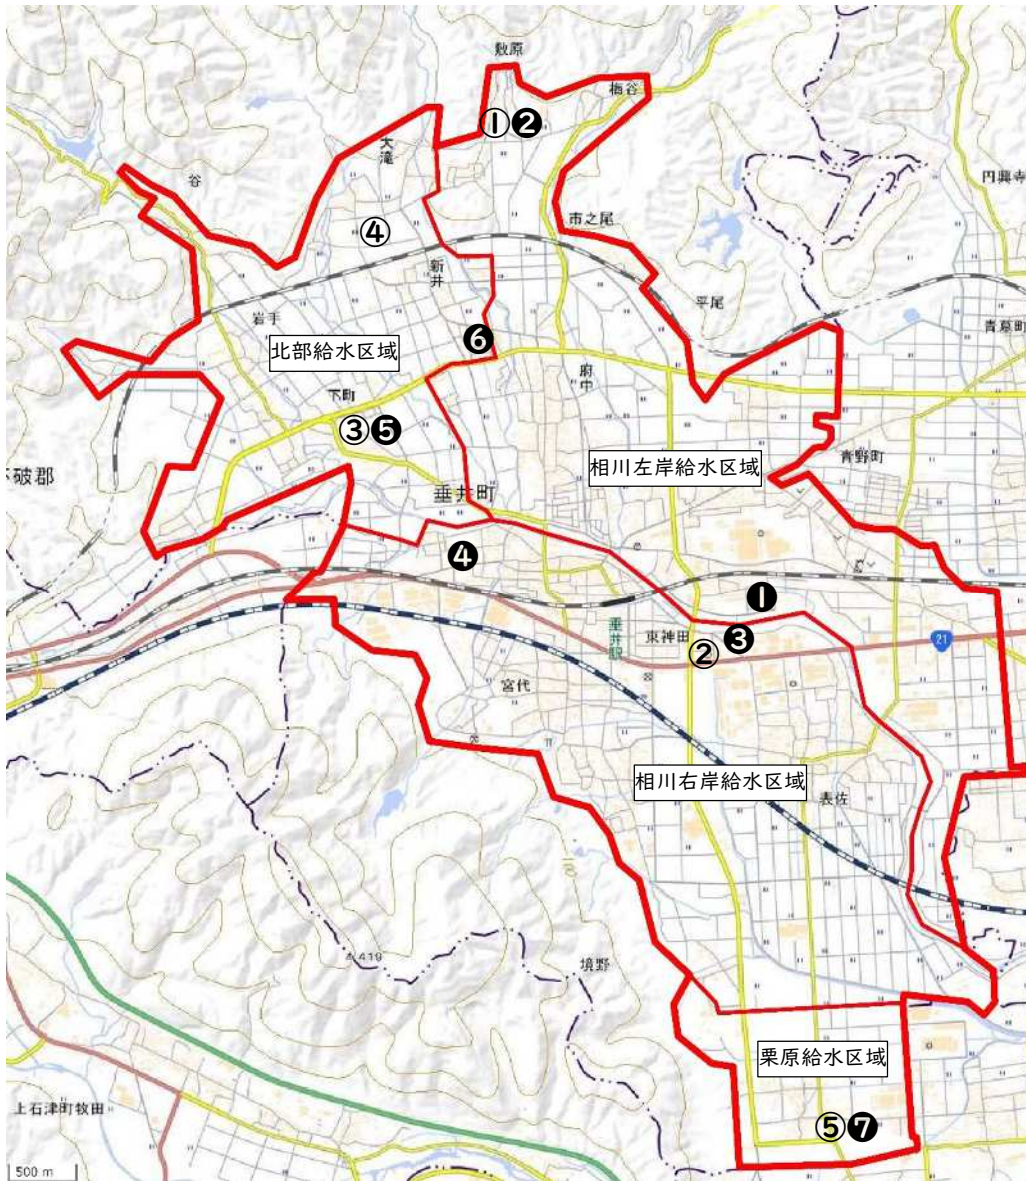 敷原
梅谷
①❷
大滝
谷
円興寺
④
市之尾
新井
平尾
岩手
青墓町
❻
北部給水区域
府中
下町
③❺
相川左岸給水区域
青野町
破郡
垂井町
❹
❶
垂井駅
東神田
❸
②
21
宮代
相川右岸給水区域
表佐
419
境野
栗原給水区域
上石津町牧田
⑤❼
500 m